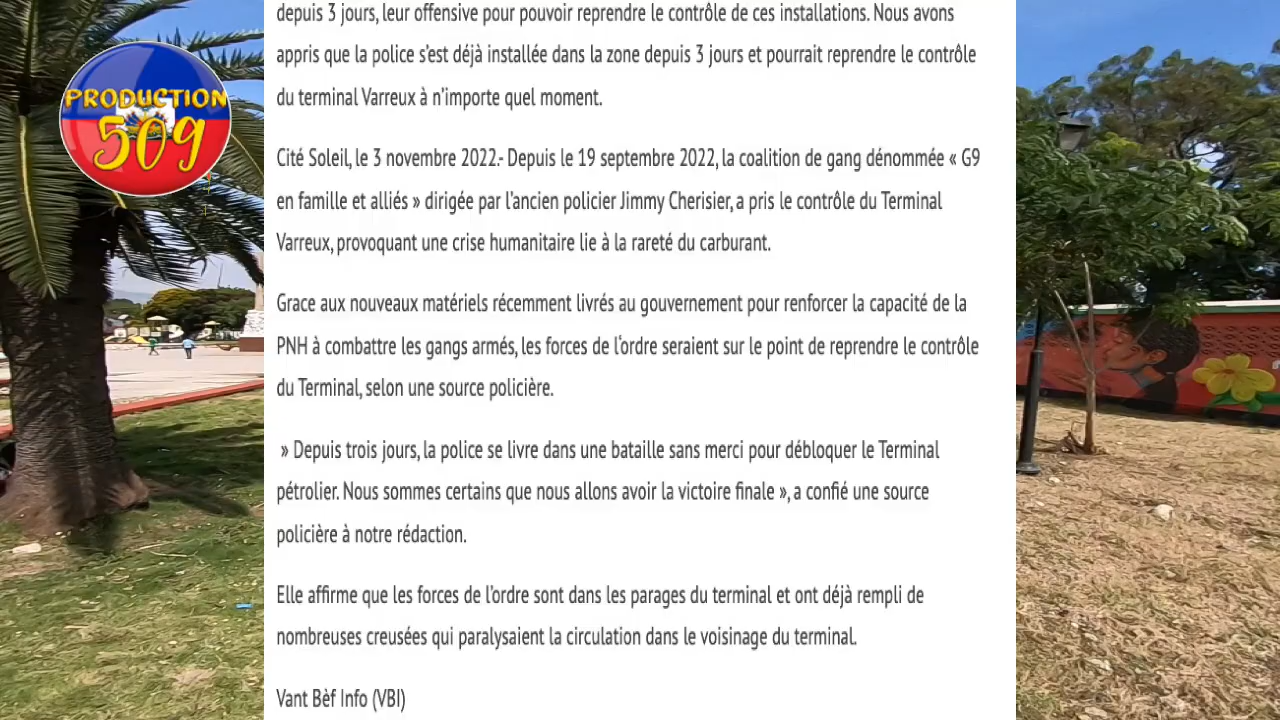 depuis 3 jours, leur offensive pour pouvoir reprendre le contrôle de ces installations. Nous avons
appris que la police s'est déjà installée dans la zone depuis 3 jours et pourrait reprendre le contrôle
du terminal Varreux à n'importe quel moment.
PRODUCTION
509
Cité Soleil, le 3 novembre 2022.- Depuis le 19 septembre 2022, la coalition de gang dénommée « G9
en famille et alliés » dirigée par l'ancien policier Jimmy Cherisier, a pris le contrôle du Terminal
Varreux, provoquant une crise humanitaire lie à la rareté du carburant.
Grace aux nouveaux matériels récemment livrés au gouvernement pour renforcer la capacité de la
PNH à combattre les gangs armés, les forces de l'ordre seraient sur le point de reprendre le contrôle
du Terminal, selon une source policière.
» Depuis trois jours, la police se livre dans une bataille sans merci pour débloquer le Terminal
pétrolier. Nous sommes certains que nous allons avoir la victoire finale », a confié une source
policière à notre rédaction.
Elle affirme que les forces de l'ordre sont dans les parages du terminal et ont déjà rempli de
nombreuses creusées qui paralysaient la circulation dans le voisinage du terminal.
Vant Bèf Info (VBI)